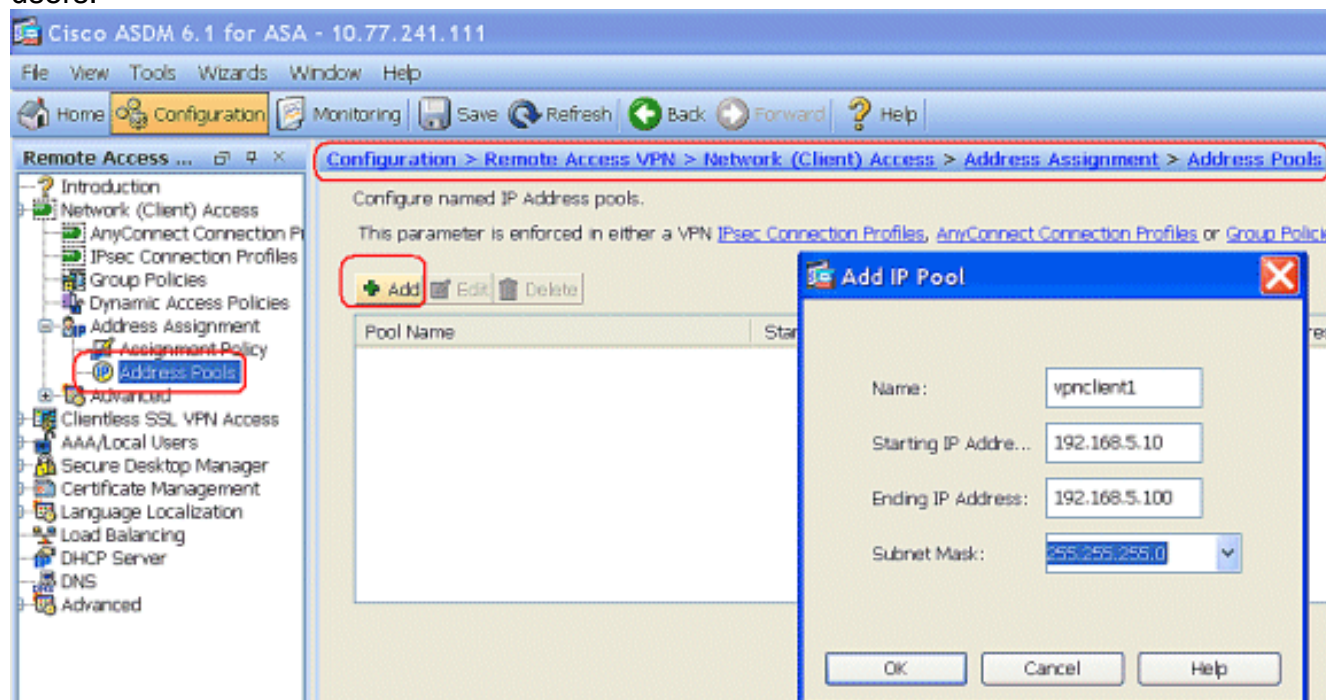 users.
Cisco ASDM 6.1 for ASA - 10.77.241.111
File View Tools Wizards Window Help
Home Configuration Monitoring Save Refresh Back Forward Help
Remote Access ...
Configuration > Remote Access VPN > Network (Client) Access > Address Assignment > Address Pools
Introduction
Network (Client) Access
AnyConnect Connection P
IPsec Connection Profiles
Group Policies
Dynamic Access Policies
Address Assignment
Assignment Policy
Address Pools
Advanced
Clientless SSL VPN Access
AAA/Local Users
Secure Desktop Manager
Certificate Management
Language Localization
Load Balancing
DHCP Server
DNS
Advanced
Configure named IP Address pools.
This parameter is enforced in either a VPN IPsec Connection Profiles, AnyConnect Connection Profiles or Group Polici
Add Edit Delete
Pool Name Star
Add IP Pool
Name: vpnclient1
Starting IP Addre... 192.168.5.10
Ending IP Address: 192.168.5.100
Subnet Mask: 255.255.255.0
OK Cancel Help